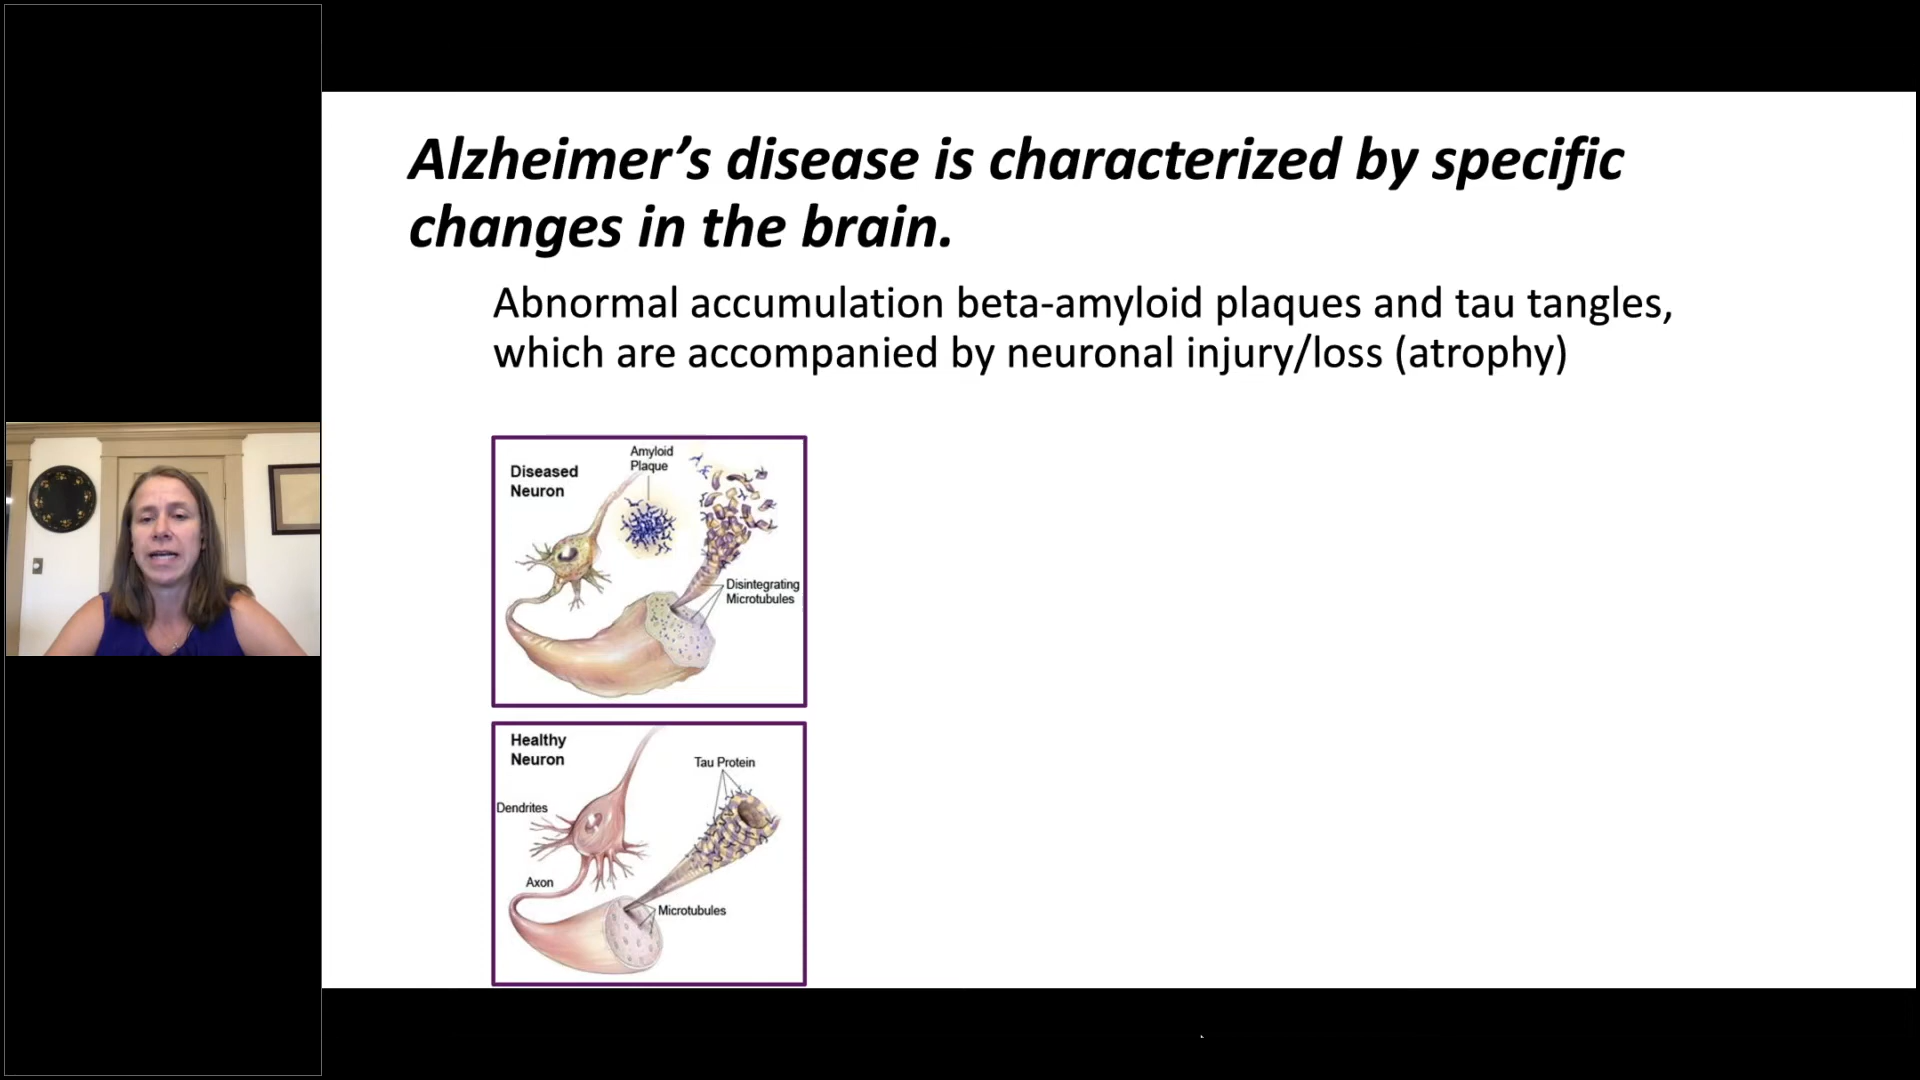 Alzheimer’s disease is characterized by specific
changes in the brain.
Abnormal accumulation beta-amyloid plaques and tau tangles,
which are accompanied by neuronal injury/loss (atrophy)
Diseased
Neuron
Amyloid
Plaque
Disintegrating
Microtubules
Healthy
Neuron
Tau Protein
Dendrites
Axon
Microtubules